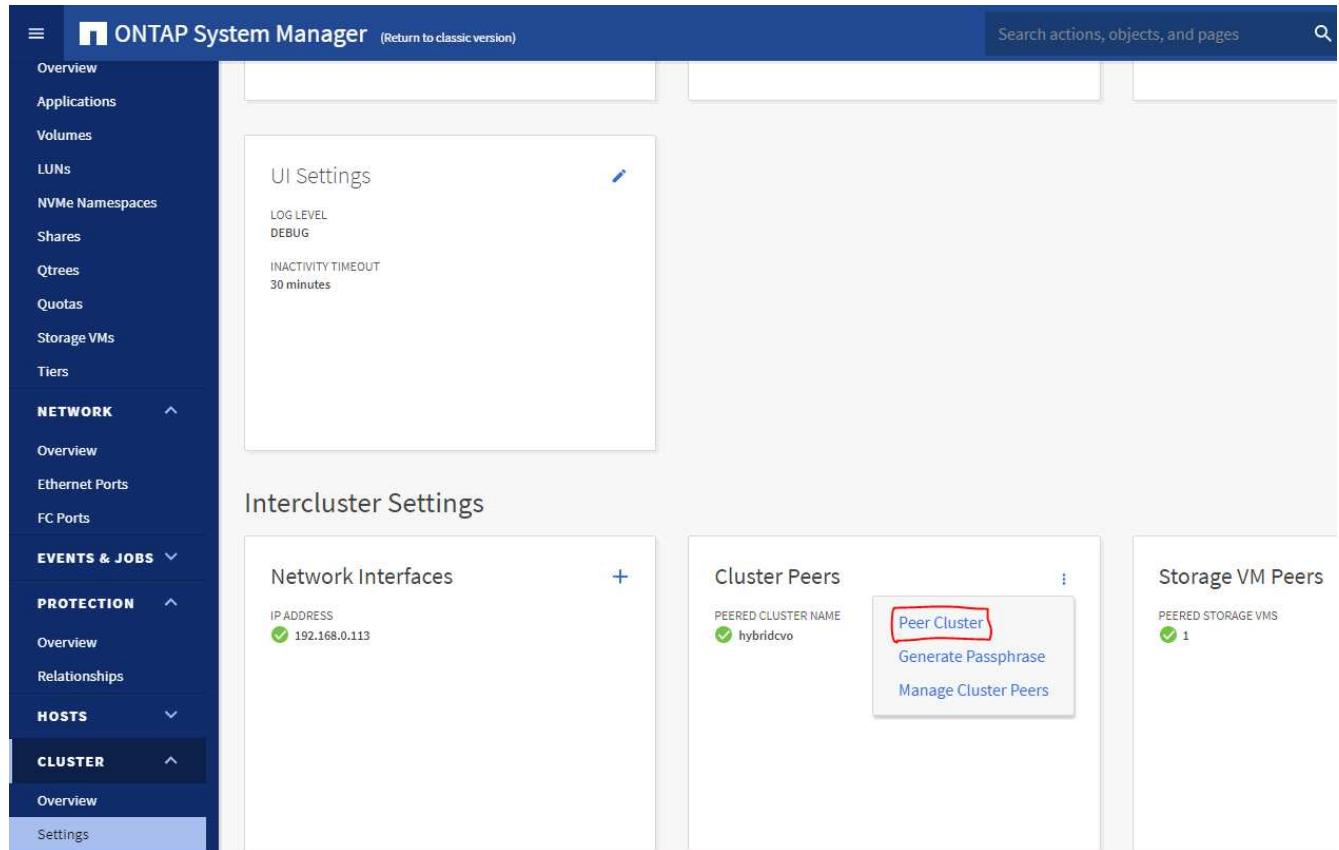 ONTAP System Manager (Return to classic version)
Search actions, objects, and pages
Overview
Applications
Volumes
LUNs
NVMe Namespaces
Shares
Qtrees
Quotas
Storage VMs
Tiers
NETWORK
Overview
Ethernet Ports
FC Ports
EVENTS & JOBS
PROTECTION
Overview
Relationships
HOSTS
CLUSTER
Overview
Settings
UI Settings
LOG LEVEL
DEBUG
INACTIVITY TIMEOUT
30 minutes
Intercluster Settings
Network Interfaces
IP ADDRESS
192.168.0.113
Cluster Peers
PEERED CLUSTER NAME
hybridcvo
Peer Cluster
Generate Passphrase
Manage Cluster Peers
Storage VM Peers
PEERED STORAGE VMS
1